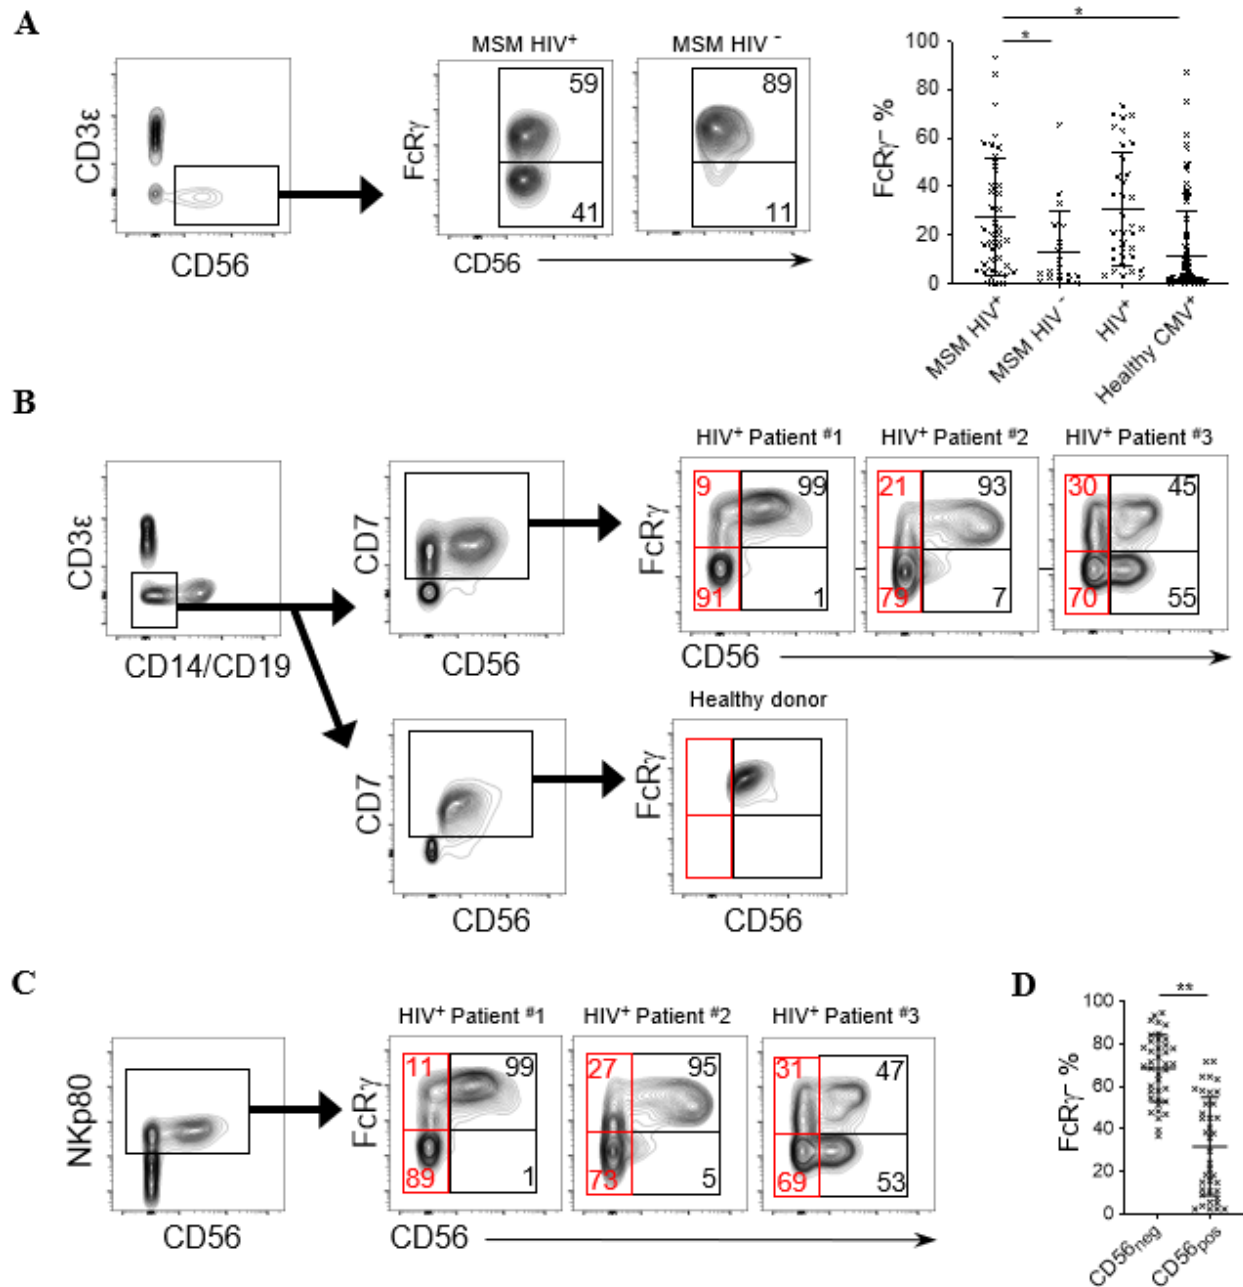 A
MSM HIV+
MSM HIV -
CD3ε
CD56
FcRγ
59
41
89
11
CD56
*
*
FcRγ- %
100
80
60
40
20
0
MSM HIV+
MSM HIV -
HIV+
Healthy CMV+
B
CD3ε
CD14/CD19
CD7
CD56
HIV+ Patient #1
HIV+ Patient #2
HIV+ Patient #3
FcRγ
9
99
91
1
21
93
79
7
30
45
70
55
CD56
CD7
CD56
Healthy donor
FcRγ
CD56
C
NKp80
CD56
HIV+ Patient #1
HIV+ Patient #2
HIV+ Patient #3
FcRγ
11
99
89
1
27
95
73
5
31
47
69
53
CD56
D
**
FcRγ- %
100
80
60
40
20
0
CD56neg
CD56pos